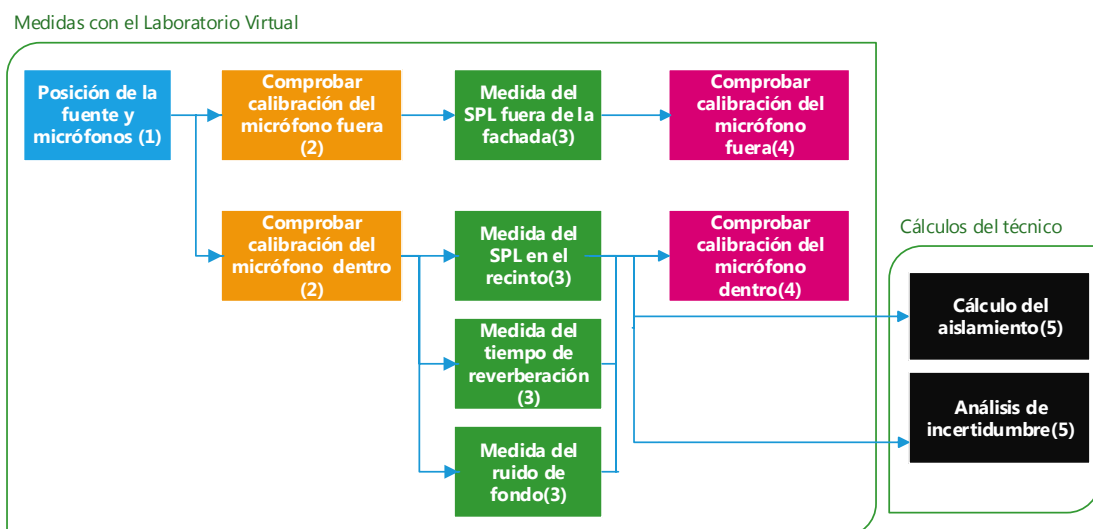 Medidas con el Laboratorio Virtual
Posición de la
fuente y
micrófonos (1)
Comprobar
calibración del
micrófono fuera
(2)
Medida del
SPL fuera de la
fachada(3)
Comprobar
calibración del
micrófono
fuera(4)
Comprobar
calibración del
micrófono  dentro
(2)
Medida del
SPL en el
recinto(3)
Comprobar
calibración del
micrófono
dentro(4)
Medida del
tiempo de
reverberación
(3)
Medida del
ruido de
fondo(3)
Cálculos del técnico
Cálculo del
aislamiento(5)
Análisis de
incertidumbre(5)